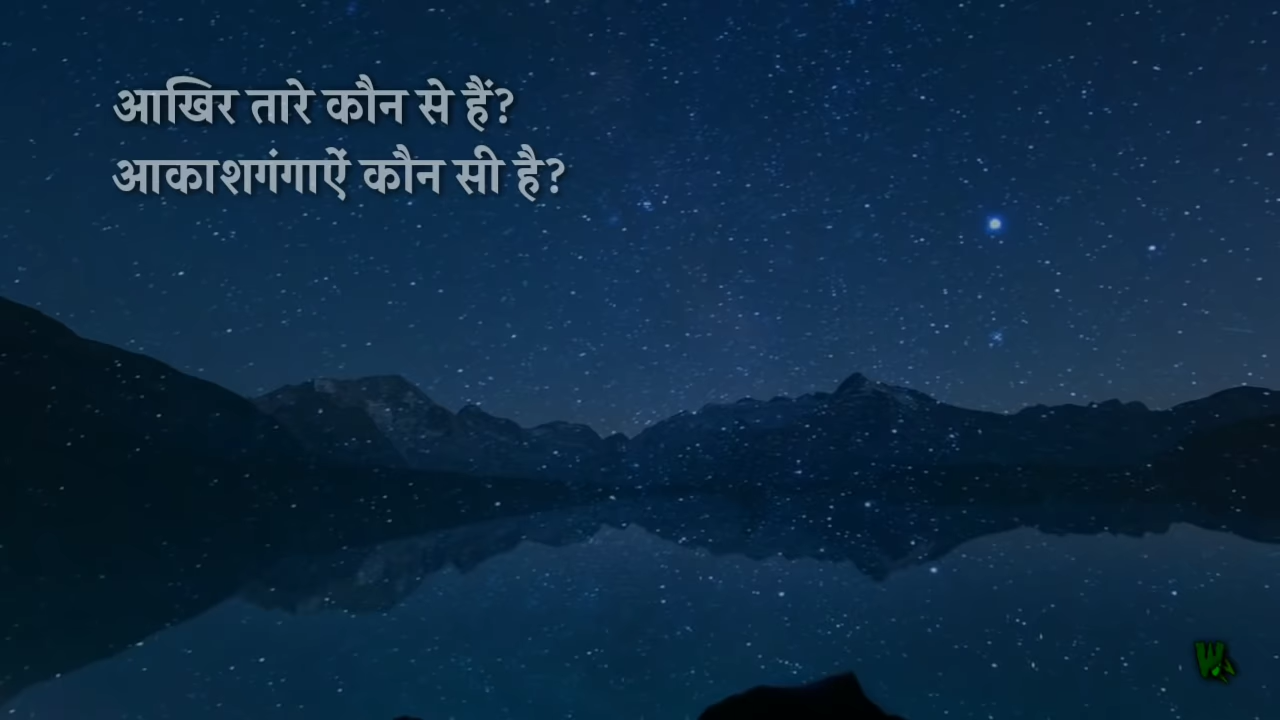 आखिर तारे कौन से हैं?
आकाशगंगाऐं कौन सी है?
W